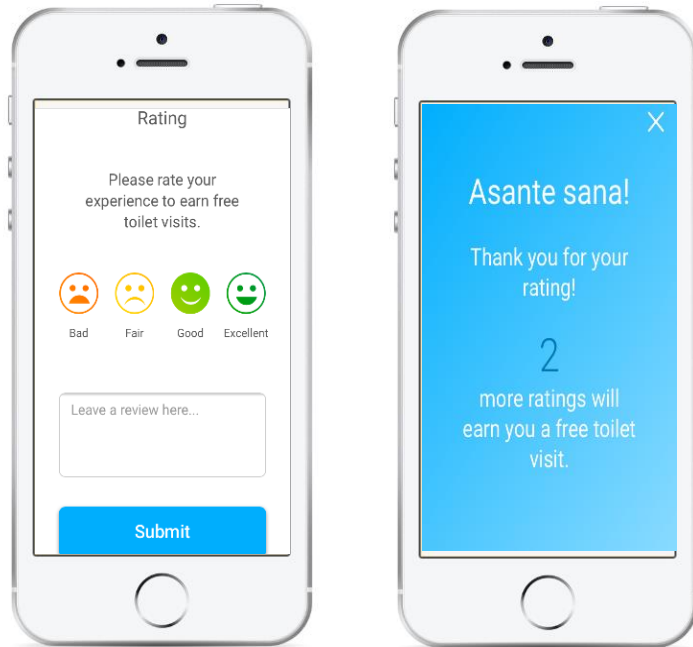 Rating
Please rate your
experience to earn free
toilet visits.
Bad Fair Good Excellent
Leave a review here...
Submit
X
Asante sana!
Thank you for your
rating!
2
more ratings will
earn you a free toilet
visit.